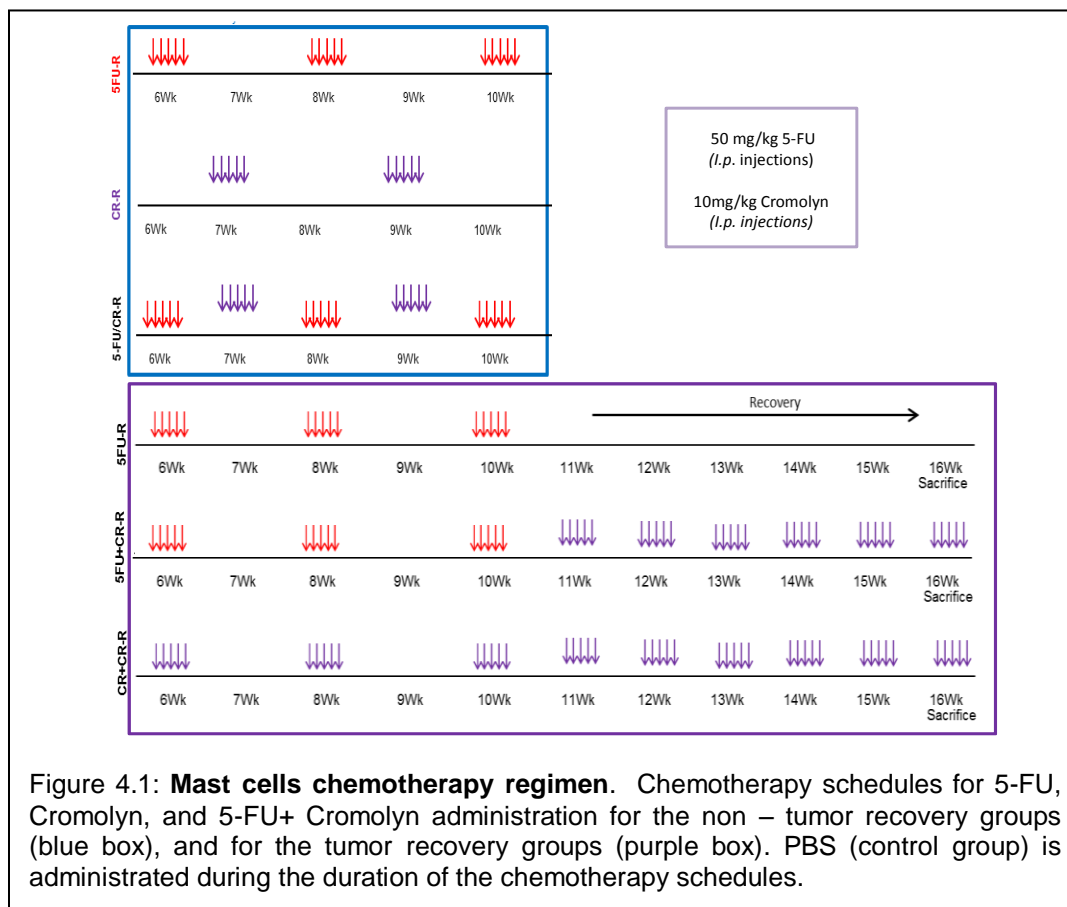 5FU-R
6Wk 7Wk 8Wk 9Wk 10Wk
CR-R
6Wk 7Wk 8Wk 9Wk 10Wk
5-FU/CR-R
6Wk 7Wk 8Wk 9Wk 10Wk
50 mg/kg 5-FU
(I.p. injections)
10mg/kg Cromolyn
(I.p. injections)
Recovery
5FU-R
6Wk 7Wk 8Wk 9Wk 10Wk 11Wk 12Wk 13Wk 14Wk 15Wk 16Wk
Sacrifice
5FU+CR-R
6Wk 7Wk 8Wk 9Wk 10Wk 11Wk 12Wk 13Wk 14Wk 15Wk 16Wk
Sacrifice
CR+CR-R
6Wk 7Wk 8Wk 9Wk 10Wk 11Wk 12Wk 13Wk 14Wk 15Wk 16Wk
Sacrifice
Figure 4.1: Mast cells chemotherapy regimen. Chemotherapy schedules for 5-FU,
Cromolyn, and 5-FU+ Cromolyn administration for the non – tumor recovery groups
(blue box), and for the tumor recovery groups (purple box). PBS (control group) is
administrated during the duration of the chemotherapy schedules.